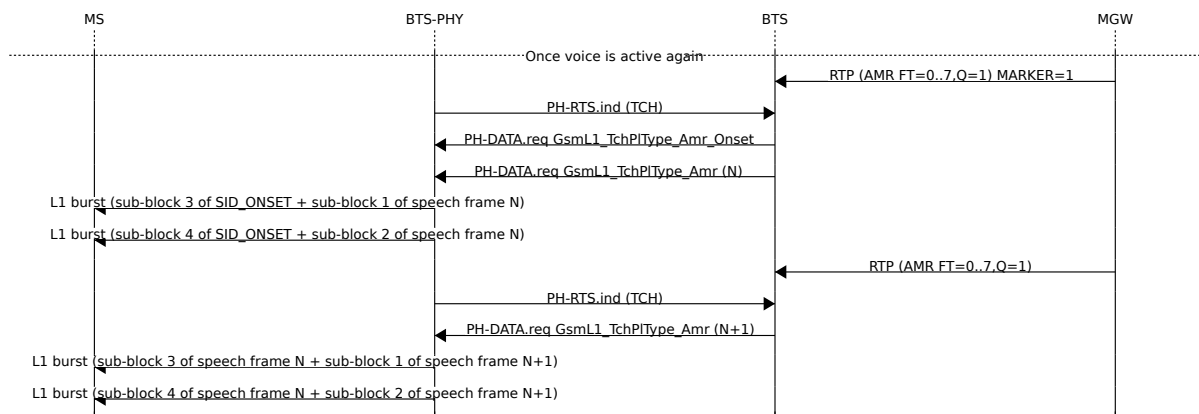 MS BTS-PHY BTS MGW
Once voice is active again
RTP (AMR FT=0..7,Q=1) MARKER=1
PH-RTS.ind (TCH)
PH-DATA.req GsmL1_TchPlType_Amr_Onset
PH-DATA.req GsmL1_TchPlType_Amr (N)
L1 burst (sub-block 3 of SID_ONSET + sub-block 1 of speech frame N)
L1 burst (sub-block 4 of SID_ONSET + sub-block 2 of speech frame N)
RTP (AMR FT=0..7,Q=1)
PH-RTS.ind (TCH)
PH-DATA.req GsmL1_TchPlType_Amr (N+1)
L1 burst (sub-block 3 of speech frame N + sub-block 1 of speech frame N+1)
L1 burst (sub-block 4 of speech frame N + sub-block 2 of speech frame N+1)